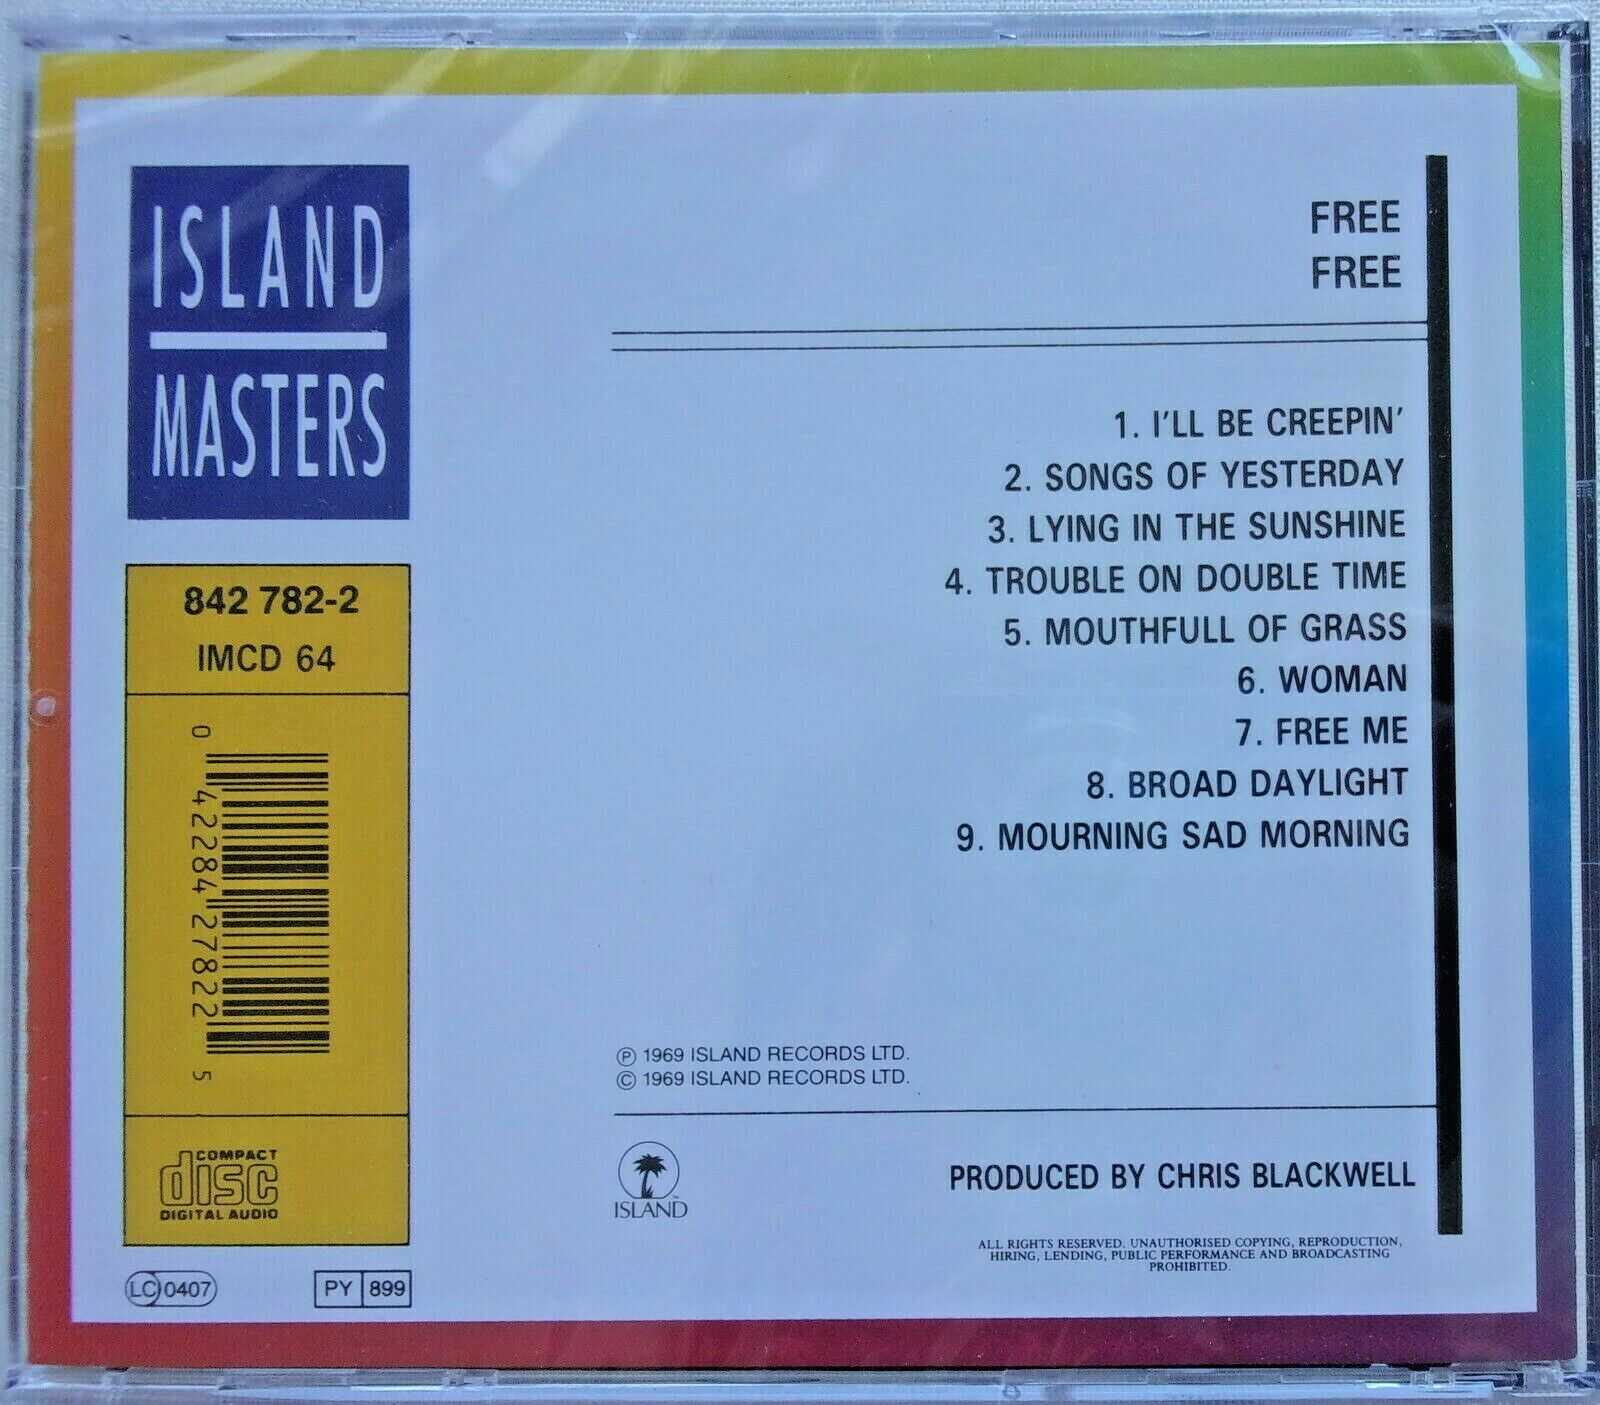 ISLAND
MASTERS
842 782-2
IMCD 64
0 42284 27822 5
COMPACT
disc
DIGITAL AUDIO
LC 0407
PY 899
FREE
FREE
1. I'LL BE CREEPIN'
2. SONGS OF YESTERDAY
3. LYING IN THE SUNSHINE
4. TROUBLE ON DOUBLE TIME
5. MOUTHFULL OF GRASS
6. WOMAN
7. FREE ME
8. BROAD DAYLIGHT
9. MOURNING SAD MORNING
℗ 1969 ISLAND RECORDS LTD.
© 1969 ISLAND RECORDS LTD.
ISLAND
™
PRODUCED BY CHRIS BLACKWELL
ALL RIGHTS RESERVED. UNAUTHORISED COPYING, REPRODUCTION,
HIRING, LENDING, PUBLIC PERFORMANCE AND BROADCASTING
PROHIBITED.